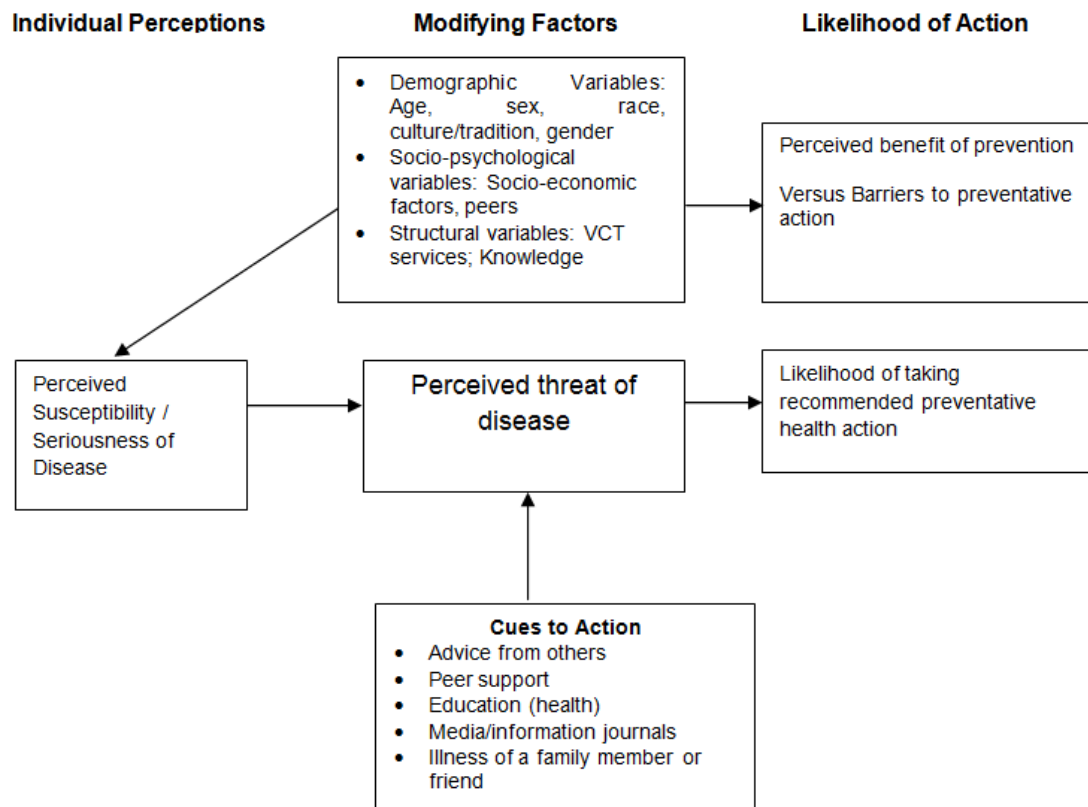 Individual Perceptions
Modifying Factors
Likelihood of Action
• Demographic Variables:
Age, sex, race,
culture/tradition, gender
• Socio-psychological
variables: Socio-economic
factors, peers
• Structural variables: VCT
services; Knowledge
Perceived benefit of prevention
Versus Barriers to preventative
action
Perceived
Susceptibility /
Seriousness of
Disease
Perceived threat of
disease
Likelihood of taking
recommended preventative
health action
Cues to Action
• Advice from others
• Peer support
• Education (health)
• Media/information journals
• Illness of a family member or
friend